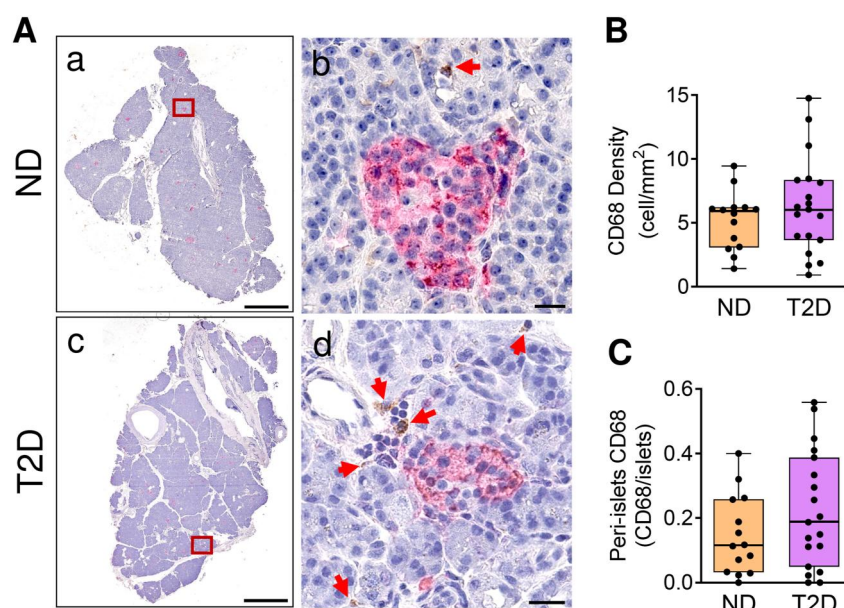 A
B
a
b
ND
15
10
5
0
CD68 Density
(cell/mm²)
ND
T2D
c
d
T2D
C
0.6
0.4
0.2
0.0
Peri-islets CD68
(CD68/islets)
ND
T2D